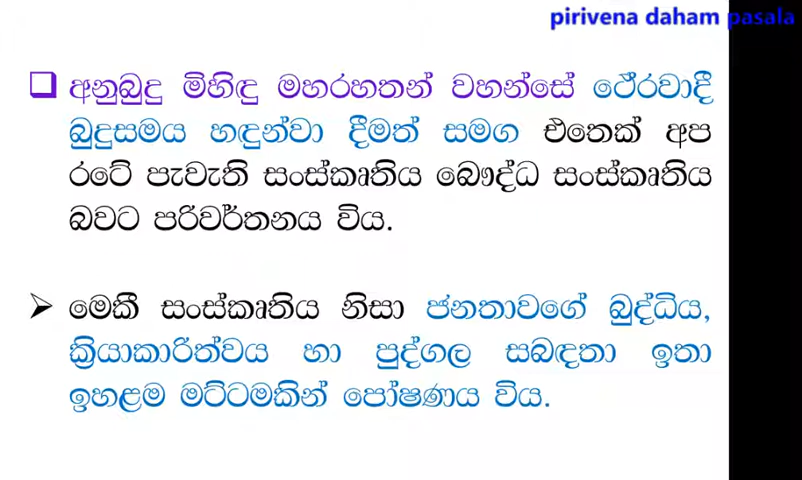 pirivena daham pasala
අනුබුදු මිහිඳු මහරහතන් වහන්සේ ථේරවාදී
බුදුසමය හඳුන්වා දීමත් සමග එතෙක් අප
රටේ පැවැති සංස්කෘතිය බෞද්ධ සංස්කෘතිය
බවට පරිවර්තනය විය.
මෙකී සංස්කෘතිය නිසා ජනතාවගේ බුද්ධිය,
ක්‍රියාකාරිත්වය හා පුද්ගල සබඳතා ඉතා
ඉහළම මට්ටමකින් පෝෂණය විය.